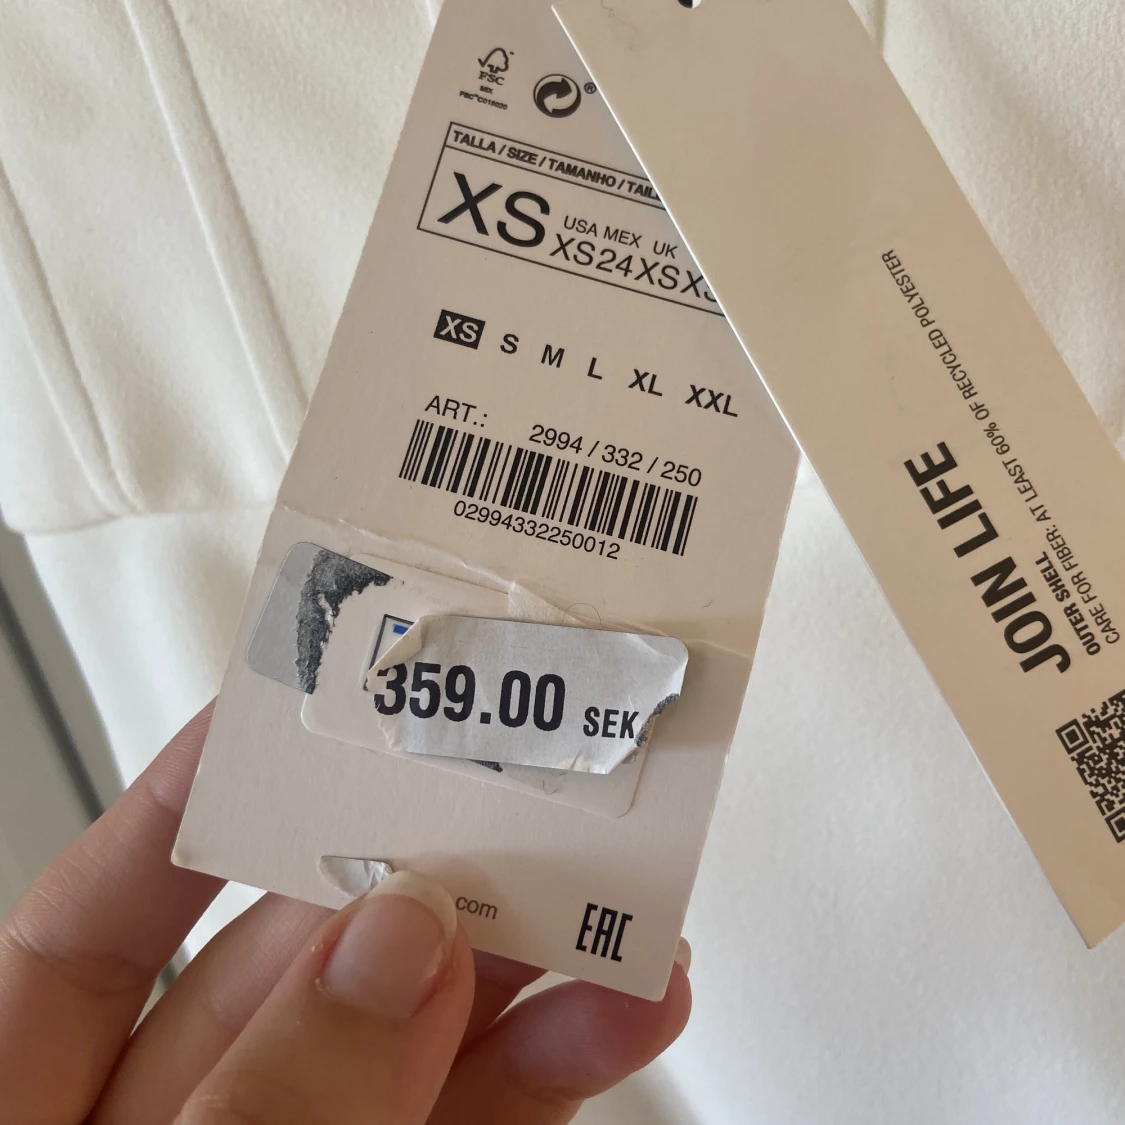 FSC
MIX
FSC™ C015020
®
TALLA / SIZE / TAMANHO /
XS
USA MEX UK
XS 24 XS
XS S M L XL XXL
ART.: 2994 / 332 / 250
02994332250012
359.00 SEK
.com
EAC
JOIN LIFE
OUTER SHELL
CARE FOR FIBER: AT LEAST 60% OF RECYCLED POLYESTER